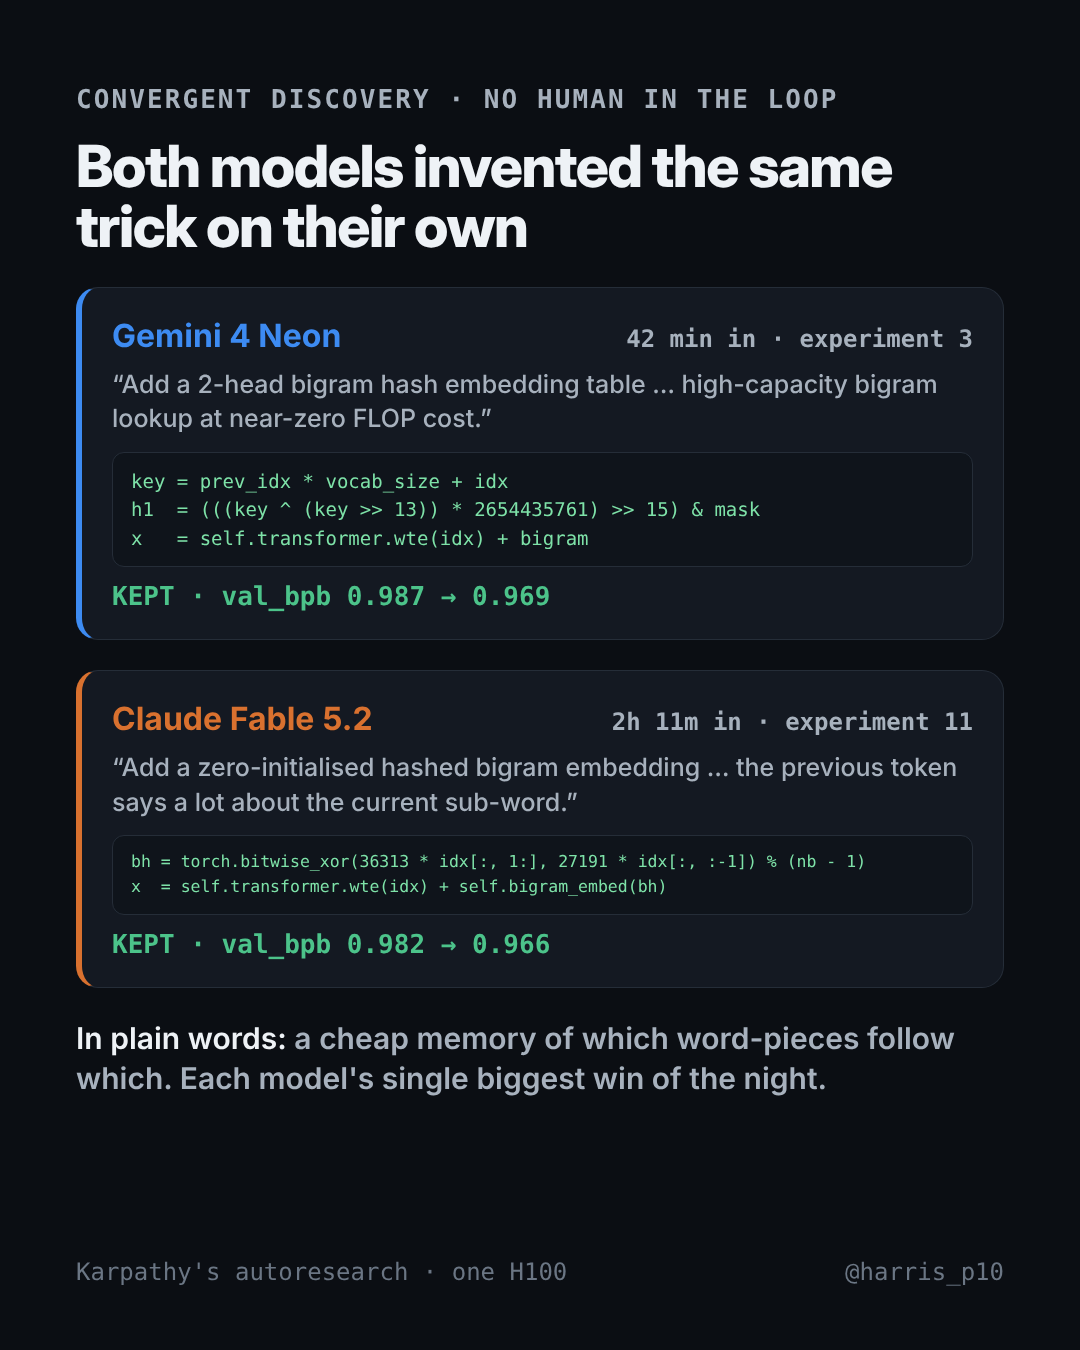 CONVERGENT DISCOVERY · NO HUMAN IN THE LOOP
Both models invented the same
trick on their own
Gemini 4 Neon
42 min in · experiment 3
“Add a 2-head bigram hash embedding table ... high-capacity bigram
lookup at near-zero FLOP cost.”
key = prev_idx * vocab_size + idx
h1  = (((key ^ (key >> 13)) * 2654435761) >> 15) & mask
x   = self.transformer.wte(idx) + bigram
KEPT · val_bpb 0.987 → 0.969
Claude Fable 5.2
2h 11m in · experiment 11
“Add a zero-initialised hashed bigram embedding ... the previous token
says a lot about the current sub-word.”
bh = torch.bitwise_xor(36313 * idx[:, 1:], 27191 * idx[:, :-1]) % (nb - 1)
x  = self.transformer.wte(idx) + self.bigram_embed(bh)
KEPT · val_bpb 0.982 → 0.966
In plain words: a cheap memory of which word-pieces follow
which. Each model's single biggest win of the night.
Karpathy's autoresearch · one H100
@harris_p10